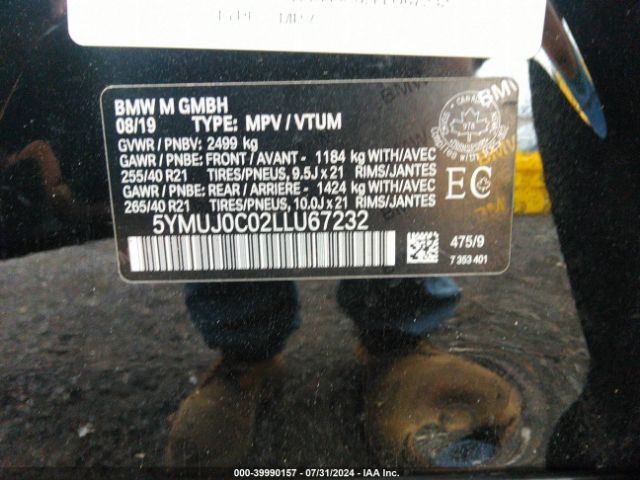 BMW M GMBH
08/19 TYPE: MPV / VTUM
GVWR / PNBV: 2499 kg
GAWR / PNBE: FRONT / AVANT - 1184 kg WITH/AVEC
255/40 R21 TIRES/PNEUS, 9.5J x 21 RIMS/JANTES
GAWR / PNBE: REAR / ARRIERE - 1424 kg WITH/AVEC
265/40 R21 TIRES/PNEUS, 10.0J x 21 RIMS/JANTES
5YMUJ0C02LLU67232
EC
475/9
7 353 401
BMW
CANADA
000-39990157 - 07/31/2024 - IAA Inc.